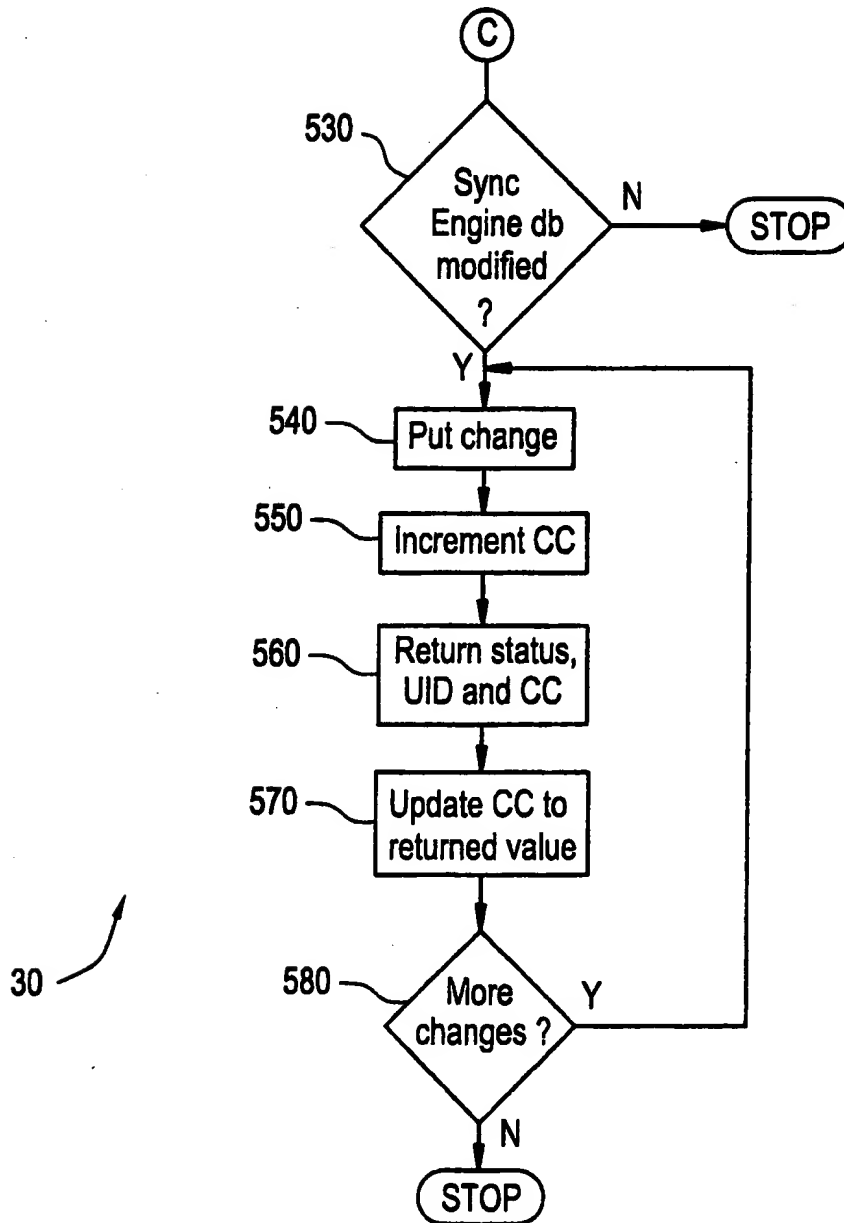 C
530
Sync
Engine db
modified
?
N
STOP
Y
540
Put change
550
Increment CC
560
Return status,
UID and CC
570
Update CC to
returned value
30
580
More
changes ?
Y
N
STOP